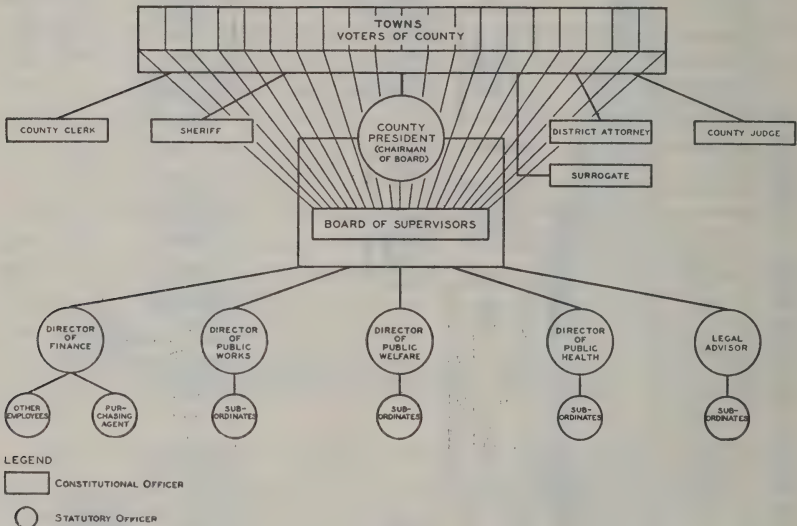 TOWNS
VOTERS OF COUNTY
COUNTY CLERK
SHERIFF
COUNTY
PRESIDENT
(CHAIRMAN
OF BOARD)
DISTRICT ATTORNEY
COUNTY JUDGE
SURROGATE
BOARD OF SUPERVISORS
DIRECTOR
OF
FINANCE
DIRECTOR
OF
PUBLIC
WORKS
DIRECTOR
OF
PUBLIC
WELFARE
DIRECTOR
OF
PUBLIC
HEALTH
LEGAL
ADVISOR
OTHER
EMPLOYEES
PUR-
CHASING
AGENT
SUB-
ORDINATES
SUB-
ORDINATES
SUB-
ORDINATES
SUB-
ORDINATES
LEGEND
CONSTITUTIONAL OFFICER
STATUTORY OFFICER